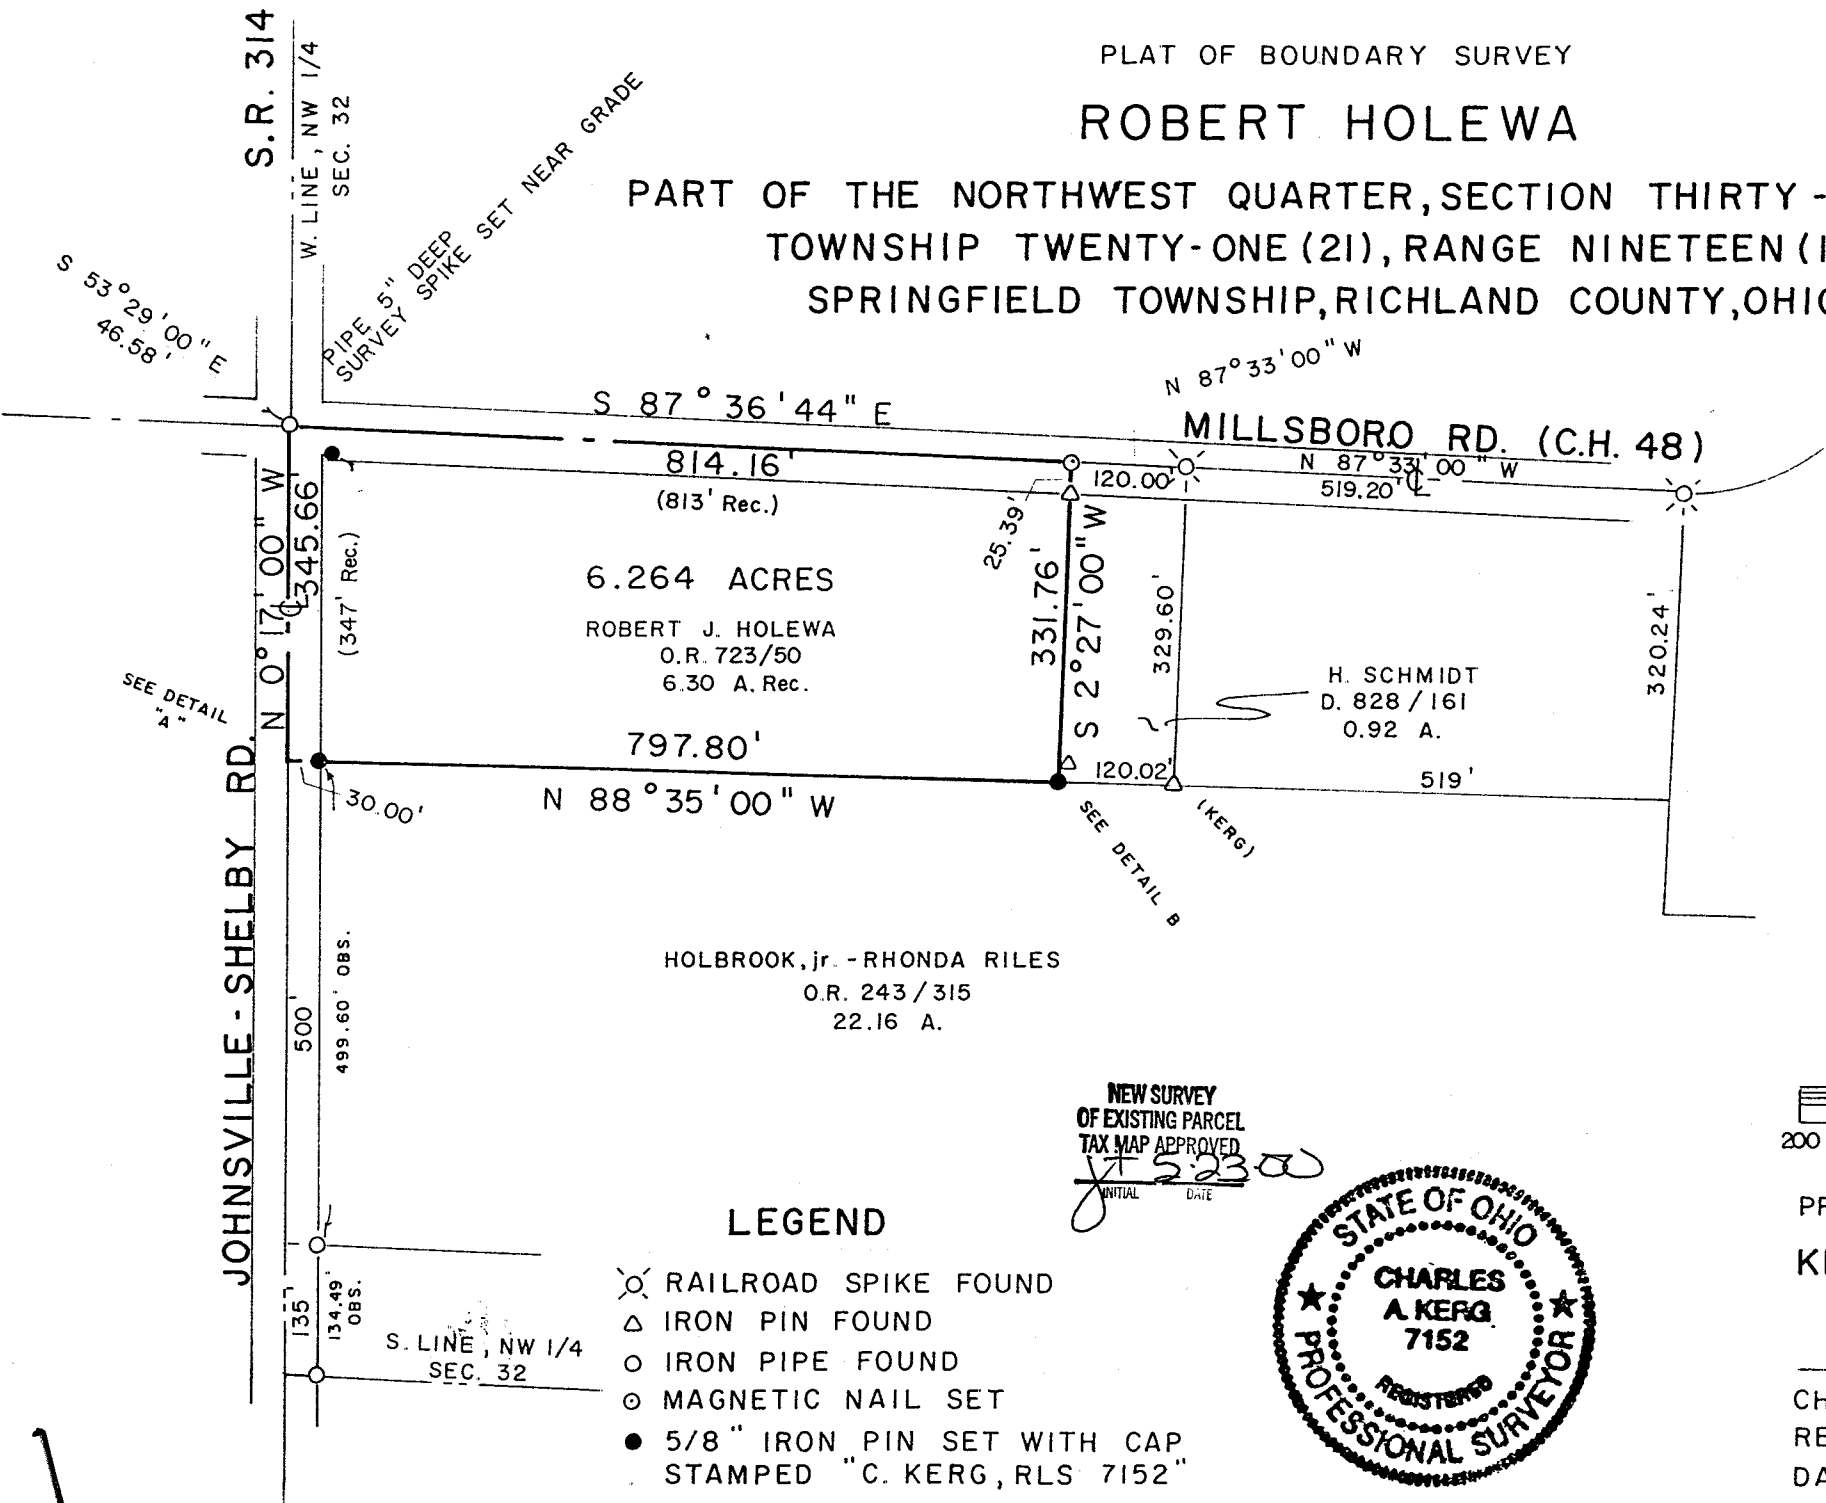 PLAT OF BOUNDARY SURVEY
ROBERT HOLEWA
PART OF THE NORTHWEST QUARTER, SECTION THIRTY -
TOWNSHIP TWENTY-ONE (21), RANGE NINETEEN (1
SPRINGFIELD TOWNSHIP, RICHLAND COUNTY, OHIO
S.R. 314
W. LINE, NW 1/4
SEC. 32
PIPE 5" DEEP
SURVEY SPIKE SET NEAR GRADE
S 53°29'00" E
46.58'
S 87°36'44" E
814.16'
(813' Rec.)
N 87°33'00" W
MILLSBORO RD. (C.H. 48)
N 87°33'00" W
120.00'
519.20'
25.39'
N 0°17'00" W
345.66'
(347' Rec.)
6.264 ACRES
ROBERT J. HOLEWA
O.R. 723/50
6.30 A. Rec.
331.76'
S 2°27'00" W
329.60'
320.24'
H. SCHMIDT
D. 828 / 161
0.92 A.
SEE DETAIL
"A"
797.80'
N 88°35'00" W
30.00'
120.02'
519'
SEE DETAIL B
(KERG)
JOHNSVILLE - SHELBY RD.
HOLBROOK, jr. - RHONDA RILES
O.R. 243 / 315
22.16 A.
500'
499.60' OBS.
135'
134.49'
OBS.
S. LINE, NW 1/4
SEC. 32
NEW SURVEY
OF EXISTING PARCEL
TAX MAP APPROVED
5-23-00
INITIAL DATE
LEGEND
RAILROAD SPIKE FOUND
IRON PIN FOUND
IRON PIPE FOUND
MAGNETIC NAIL SET
5/8" IRON PIN SET WITH CAP
STAMPED "C. KERG, RLS 7152"
STATE OF OHIO
CHARLES
A. KERG
7152
REGISTERED
PROFESSIONAL SURVEYOR
200
PR
CH
RE
DA